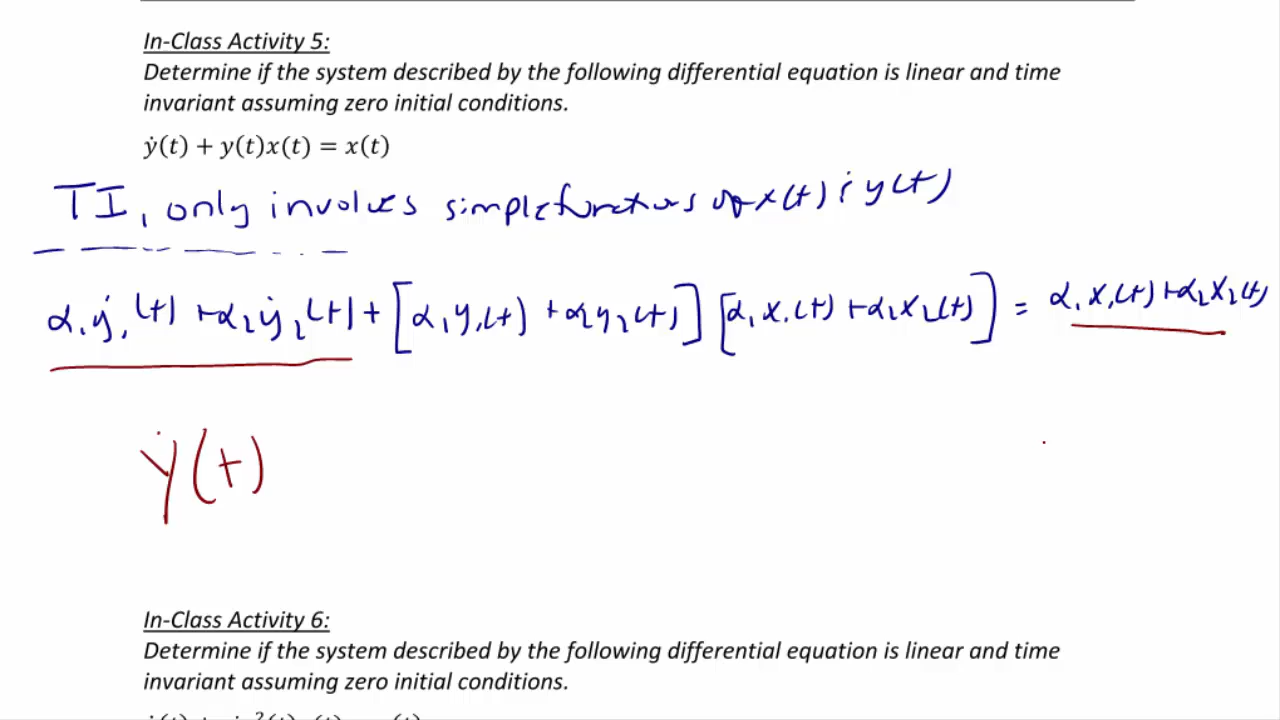 In-Class Activity 5:
Determine if the system described by the following differential equation is linear and time
invariant assuming zero initial conditions.
ẏ(t) + y(t)x(t) = x(t)
TI, only involves simple functions of x(t) & y(t)
α₁ẏ₁(t) + α₂ẏ₂(t) + [α₁y₁(t) + α₂y₂(t)] [α₁x₁(t) + α₂x₂(t)] = α₁x₁(t) + α₂x₂(t)
ẏ(t)
In-Class Activity 6:
Determine if the system described by the following differential equation is linear and time
invariant assuming zero initial conditions.